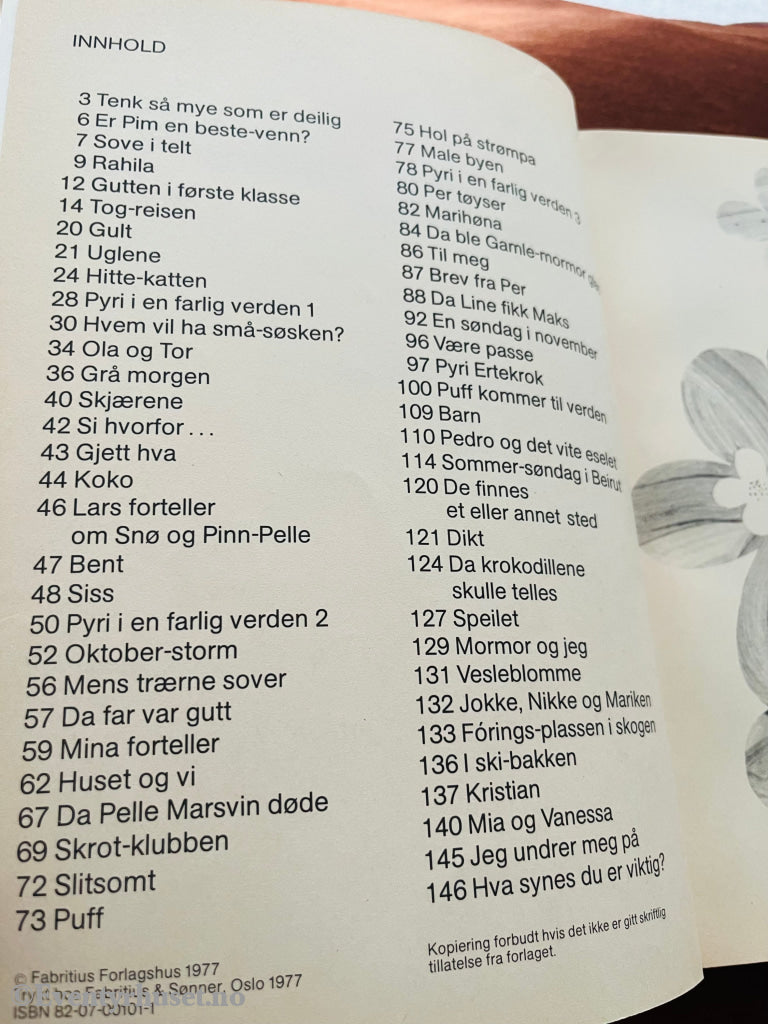 INNHOLD
3 Tenk så mye som er deilig
6 Er Pim en beste-venn?
7 Sove i telt
9 Rahila
12 Gutten i første klasse
14 Tog-reisen
20 Gult
21 Uglene
24 Hitte-katten
28 Pyri i en farlig verden 1
30 Hvem vil ha små-søsken?
34 Ola og Tor
36 Grå morgen
40 Skjærene
42 Si hvorfor...
43 Gjett hva
44 Koko
46 Lars forteller
om Snø og Pinn-Pelle
47 Bent
48 Siss
50 Pyri i en farlig verden 2
52 Oktober-storm
56 Mens trærne sover
57 Da far var gutt
59 Mina forteller
62 Huset og vi
67 Da Pelle Marsvin døde
69 Skrot-klubben
72 Slitsomt
73 Puff
© Fabritius Forlagshus 1977
Trykt hos Fabritius & Sønner, Oslo 1977
ISBN 82-07-00101-1
Eventyrhuset.no
75 Hol på strømpa
77 Male byen
78 Pyri i en farlig verden 3
80 Per tøyser
82 Marihøna
84 Da ble Gamle-mormor
86 Til meg
87 Brev fra Per
88 Da Line fikk Maks
92 En søndag i november
96 Være passe
97 Pyri Ertekrok
100 Puff kommer til verden
109 Barn
110 Pedro og det vite eselet
114 Sommer-søndag i Beirut
120 De finnes
et eller annet sted
121 Dikt
124 Da krokodillene
skulle telles
127 Speilet
129 Mormor og jeg
131 Vesleblomme
132 Jokke, Nikke og Mariken
133 Fórings-plassen i skogen
136 I ski-bakken
137 Kristian
140 Mia og Vanessa
145 Jeg undrer meg på
146 Hva synes du er viktig?
Kopiering forbudt hvis det ikke er gitt skriftlig
tillatelse fra forlaget.